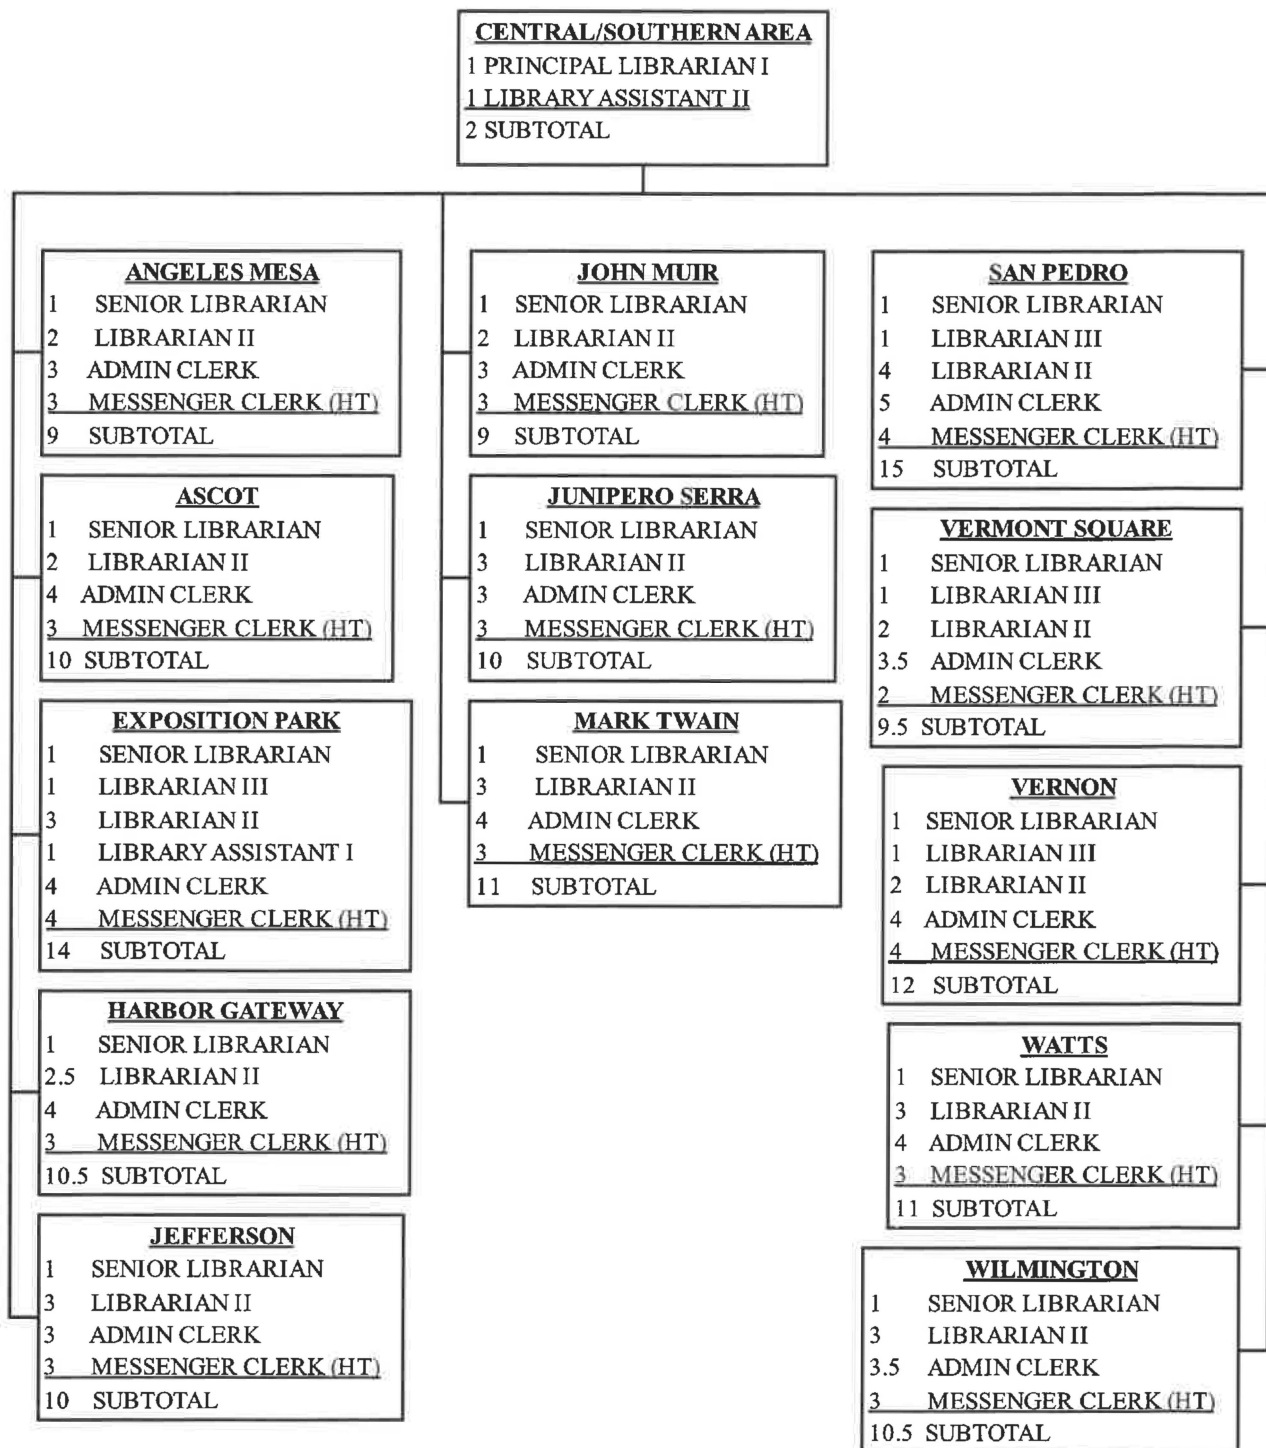 CENTRAL/SOUTHERN AREA
1 PRINCIPAL LIBRARIAN I
1 LIBRARY ASSISTANT II
2 SUBTOTAL
ANGELES MESA
1 SENIOR LIBRARIAN
2 LIBRARIAN II
3 ADMIN CLERK
3 MESSENGER CLERK (HT)
9 SUBTOTAL
ASCOT
1 SENIOR LIBRARIAN
2 LIBRARIAN II
4 ADMIN CLERK
3 MESSENGER CLERK (HT)
10 SUBTOTAL
EXPOSITION PARK
1 SENIOR LIBRARIAN
1 LIBRARIAN III
3 LIBRARIAN II
1 LIBRARY ASSISTANT I
4 ADMIN CLERK
4 MESSENGER CLERK (HT)
14 SUBTOTAL
HARBOR GATEWAY
1 SENIOR LIBRARIAN
2.5 LIBRARIAN II
4 ADMIN CLERK
3 MESSENGER CLERK (HT)
10.5 SUBTOTAL
JEFFERSON
1 SENIOR LIBRARIAN
3 LIBRARIAN II
3 ADMIN CLERK
3 MESSENGER CLERK (HT)
10 SUBTOTAL
JOHN MUIR
1 SENIOR LIBRARIAN
2 LIBRARIAN II
3 ADMIN CLERK
3 MESSENGER CLERK (HT)
9 SUBTOTAL
JUNIPERO SERRA
1 SENIOR LIBRARIAN
3 LIBRARIAN II
3 ADMIN CLERK
3 MESSENGER CLERK (HT)
10 SUBTOTAL
MARK TWAIN
1 SENIOR LIBRARIAN
3 LIBRARIAN II
4 ADMIN CLERK
3 MESSENGER CLERK (HT)
11 SUBTOTAL
SAN PEDRO
1 SENIOR LIBRARIAN
1 LIBRARIAN III
4 LIBRARIAN II
5 ADMIN CLERK
4 MESSENGER CLERK (HT)
15 SUBTOTAL
VERMONT SQUARE
1 SENIOR LIBRARIAN
1 LIBRARIAN III
2 LIBRARIAN II
3.5 ADMIN CLERK
2 MESSENGER CLERK (HT)
9.5 SUBTOTAL
VERNON
1 SENIOR LIBRARIAN
1 LIBRARIAN III
2 LIBRARIAN II
4 ADMIN CLERK
4 MESSENGER CLERK (HT)
12 SUBTOTAL
WATTS
1 SENIOR LIBRARIAN
3 LIBRARIAN II
4 ADMIN CLERK
3 MESSENGER CLERK (HT)
11 SUBTOTAL
WILMINGTON
1 SENIOR LIBRARIAN
3 LIBRARIAN II
3.5 ADMIN CLERK
3 MESSENGER CLERK (HT)
10.5 SUBTOTAL